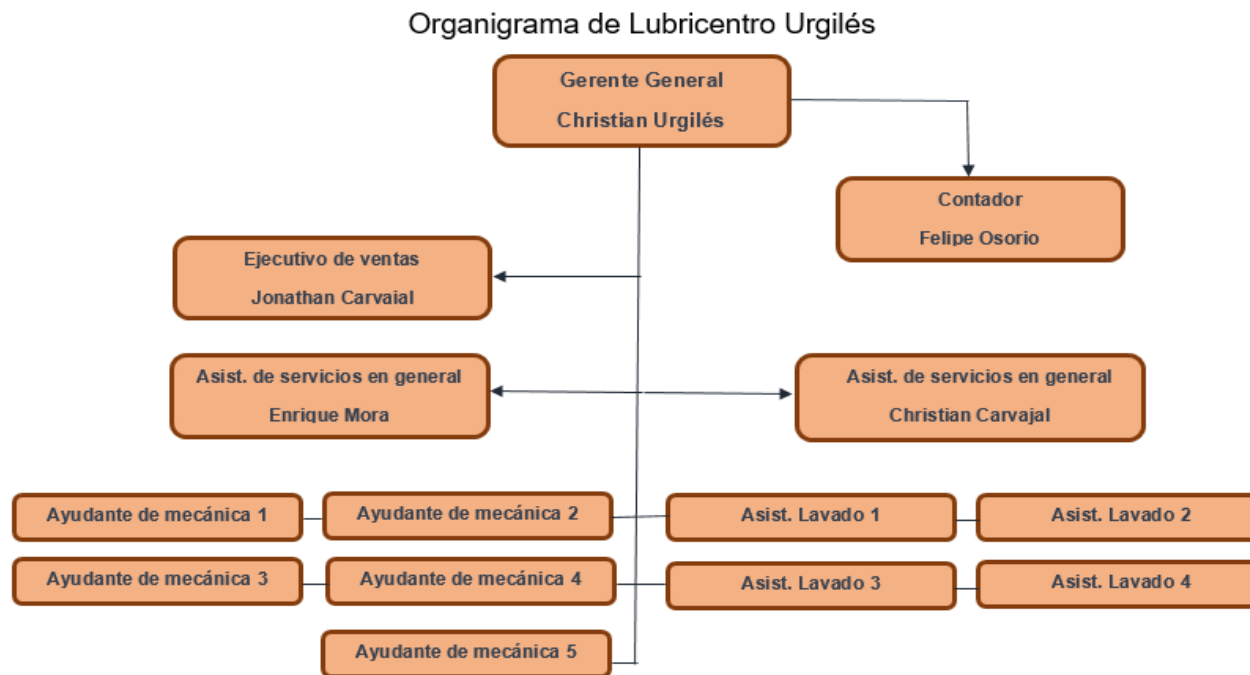 Organigrama de Lubricentro Urgilés
Gerente General
Christian Urgilés
Contador
Felipe Osorio
Ejecutivo de ventas
Jonathan Carvaial
Asist. de servicios en general
Enrique Mora
Asist. de servicios en general
Christian Carvajal
Ayudante de mecánica 1
Ayudante de mecánica 2
Asist. Lavado 1
Asist. Lavado 2
Ayudante de mecánica 3
Ayudante de mecánica 4
Asist. Lavado 3
Asist. Lavado 4
Ayudante de mecánica 5